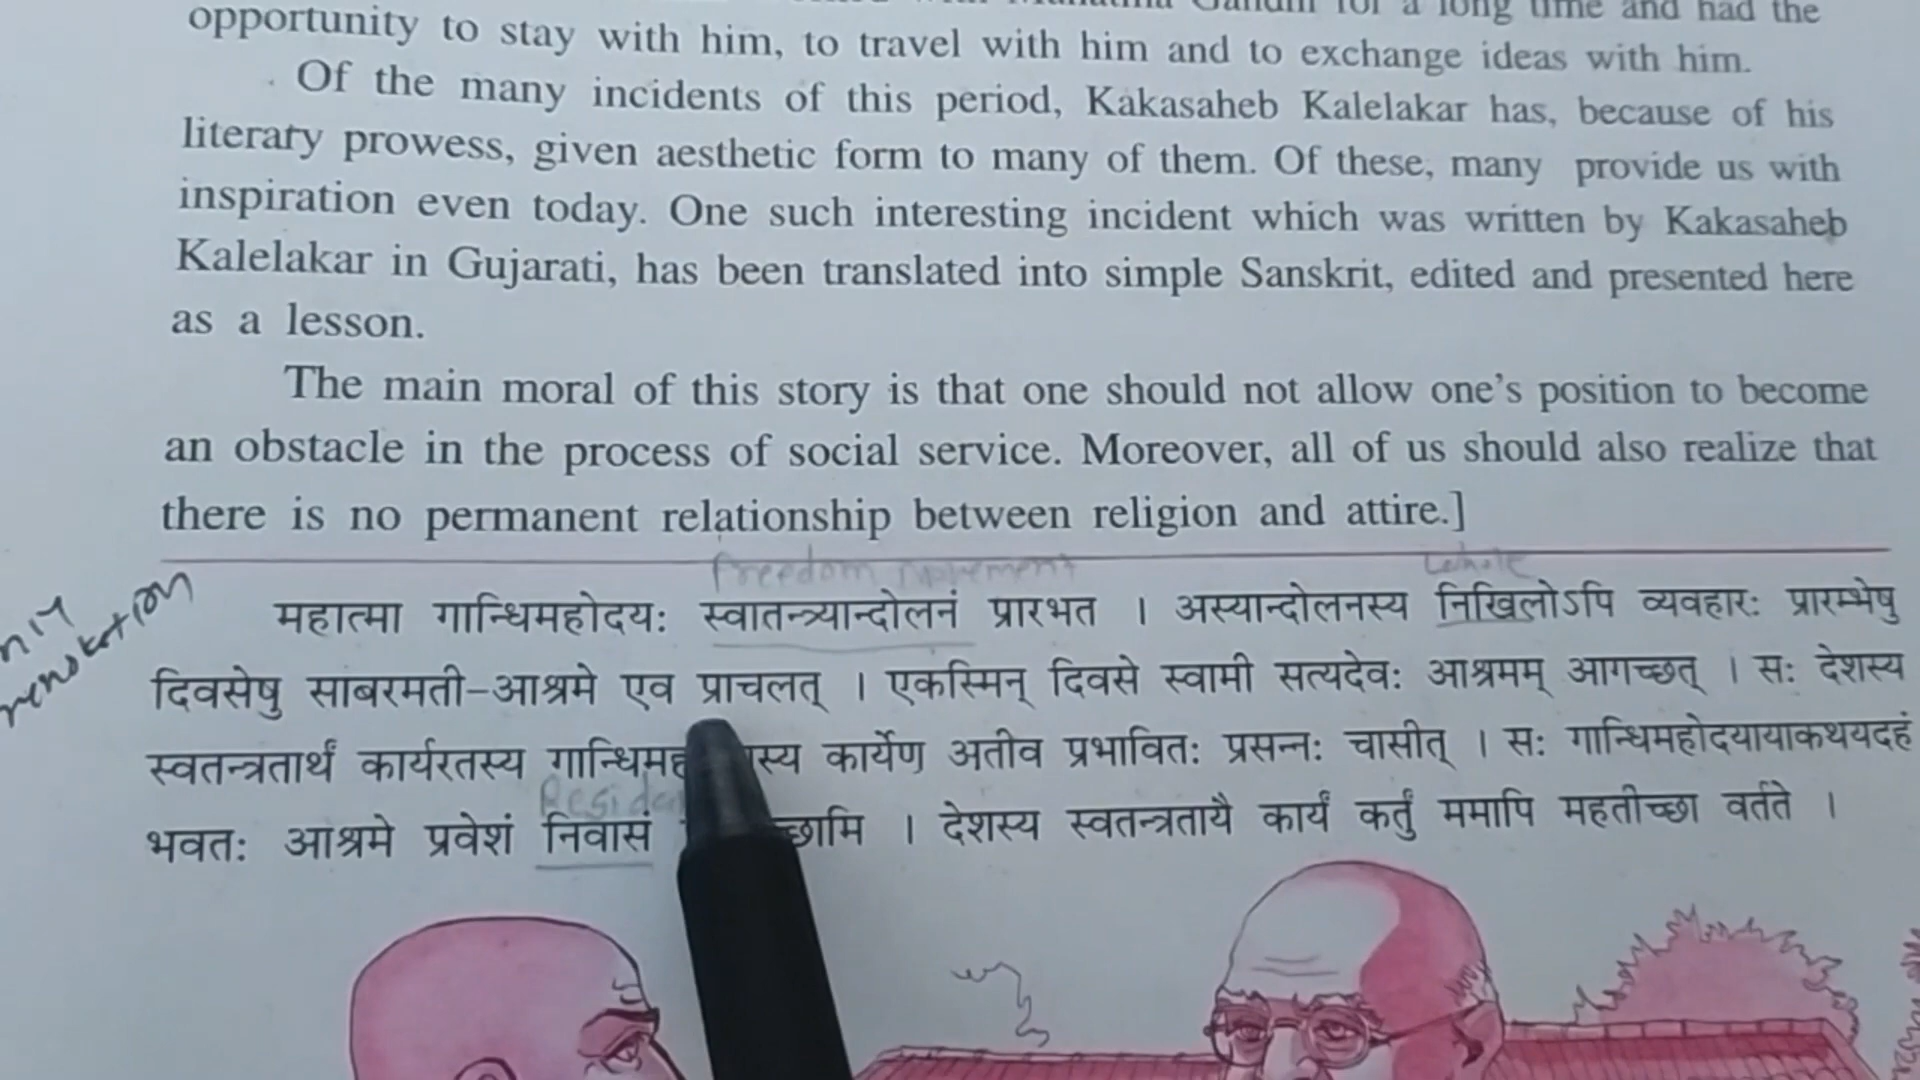 Gandhi for a long time and had the
opportunity to stay with him, to travel with him and to exchange ideas with him.
Of the many incidents of this period, Kakasaheb Kalelakar has, because of his
literary prowess, given aesthetic form to many of them. Of these, many provide us with
inspiration even today. One such interesting incident which was written by Kakasaheb
Kalelakar in Gujarati, has been translated into simple Sanskrit, edited and presented here
as a lesson.
The main moral of this story is that one should not allow one's position to become
an obstacle in the process of social service. Moreover, all of us should also realize that
there is no permanent relationship between religion and attire.]
freedom movement whole
महात्मा गान्धिमहोदयः स्वातन्त्र्यान्दोलनं प्रारभत । अस्यान्दोलनस्य निखिलोऽपि व्यवहारः प्रारम्भेषु
दिवसेषु सांबरमती-आश्रमे एव प्राचलत् । एकस्मिन् दिवसे स्वामी सत्यदेवः आश्रमम् आगच्छत् । सः देशस्य
स्वतन्त्रतार्थं कार्यरतस्य कार्येण अतीव प्रभावितः प्रसन्नः चासीत् । सः गान्धिमहोदयायाकथयदहं
भवतः आश्रमे प्रवेशं निवासं । देशस्य स्वतन्त्रतायै कार्यं कर्तुं ममापि महतीच्छा वर्तते ।